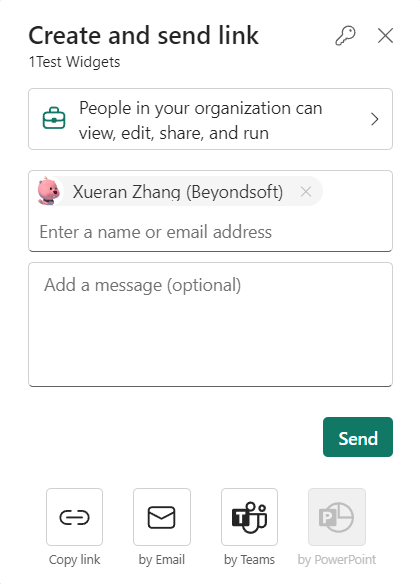 Create and send link
1Test Widgets
People in your organization can
view, edit, share, and run
Xueran Zhang (Beyondsoft)
Enter a name or email address
Add a message (optional)
Send
Copy link
by Email
by Teams
by PowerPoint